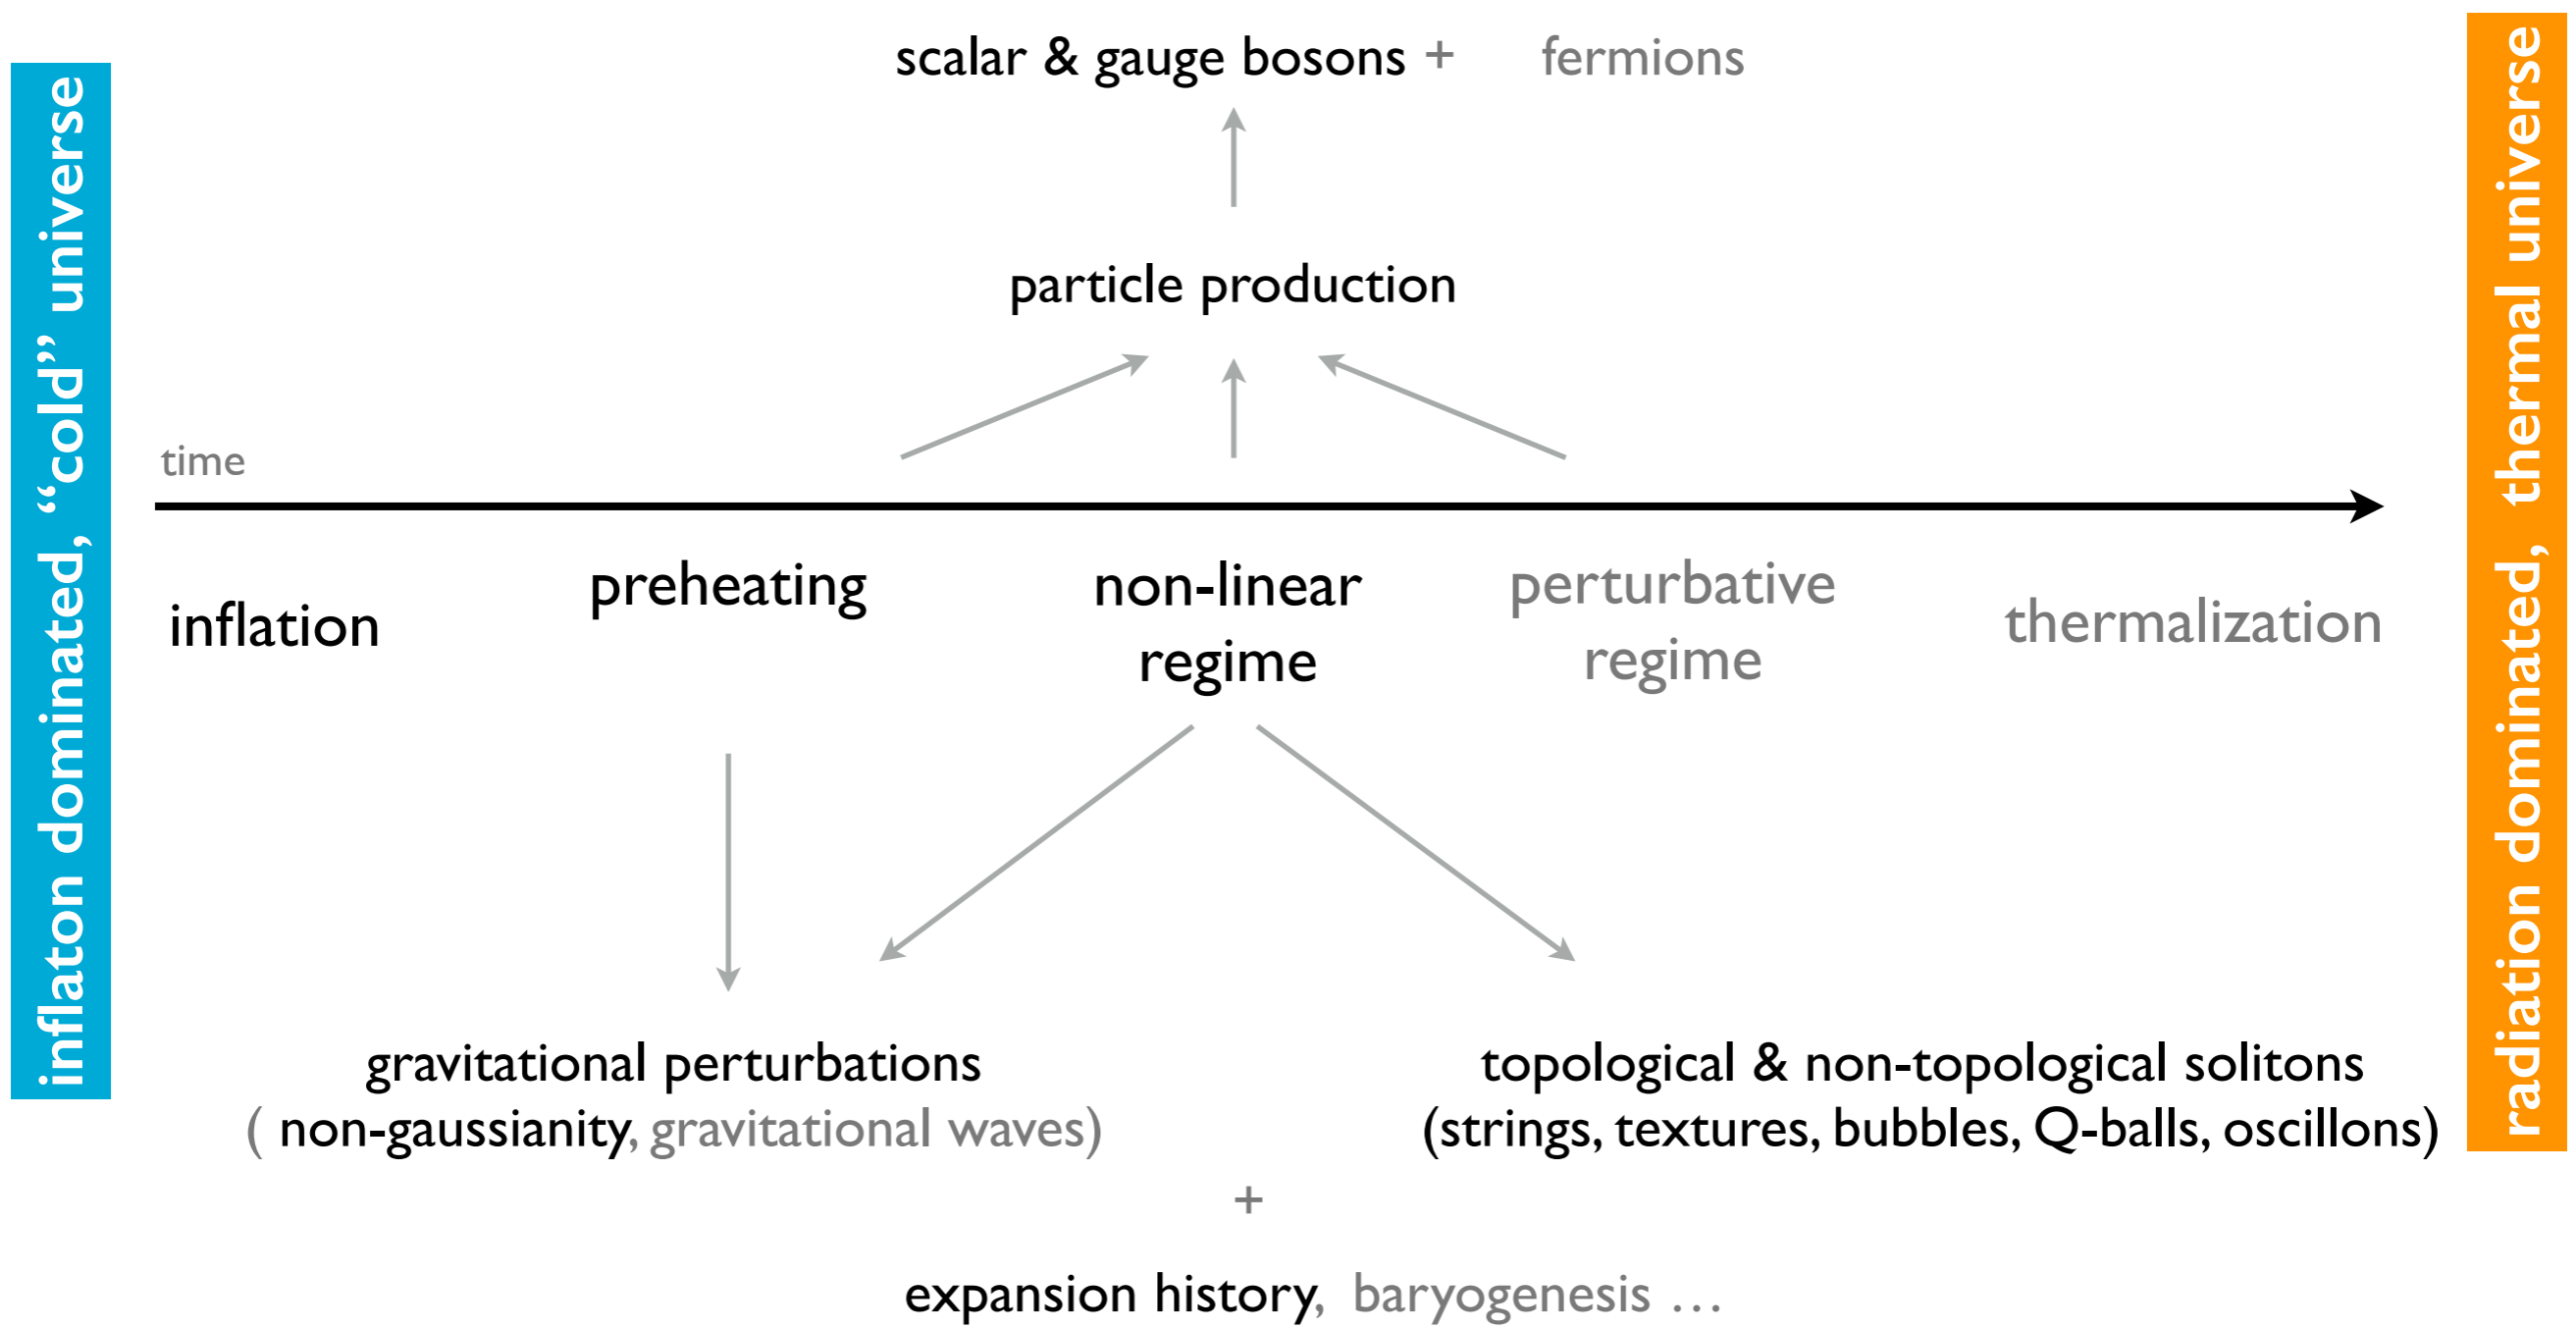 inflaton dominated, “cold” universe
scalar & gauge bosons + fermions
particle production
time
inflation
preheating
non-linear
regime
perturbative
regime
thermalization
gravitational perturbations
( non-gaussianity, gravitational waves)
topological & non-topological solitons
(strings, textures, bubbles, Q-balls, oscillons)
+
expansion history, baryogenesis …
radiation dominated, thermal universe